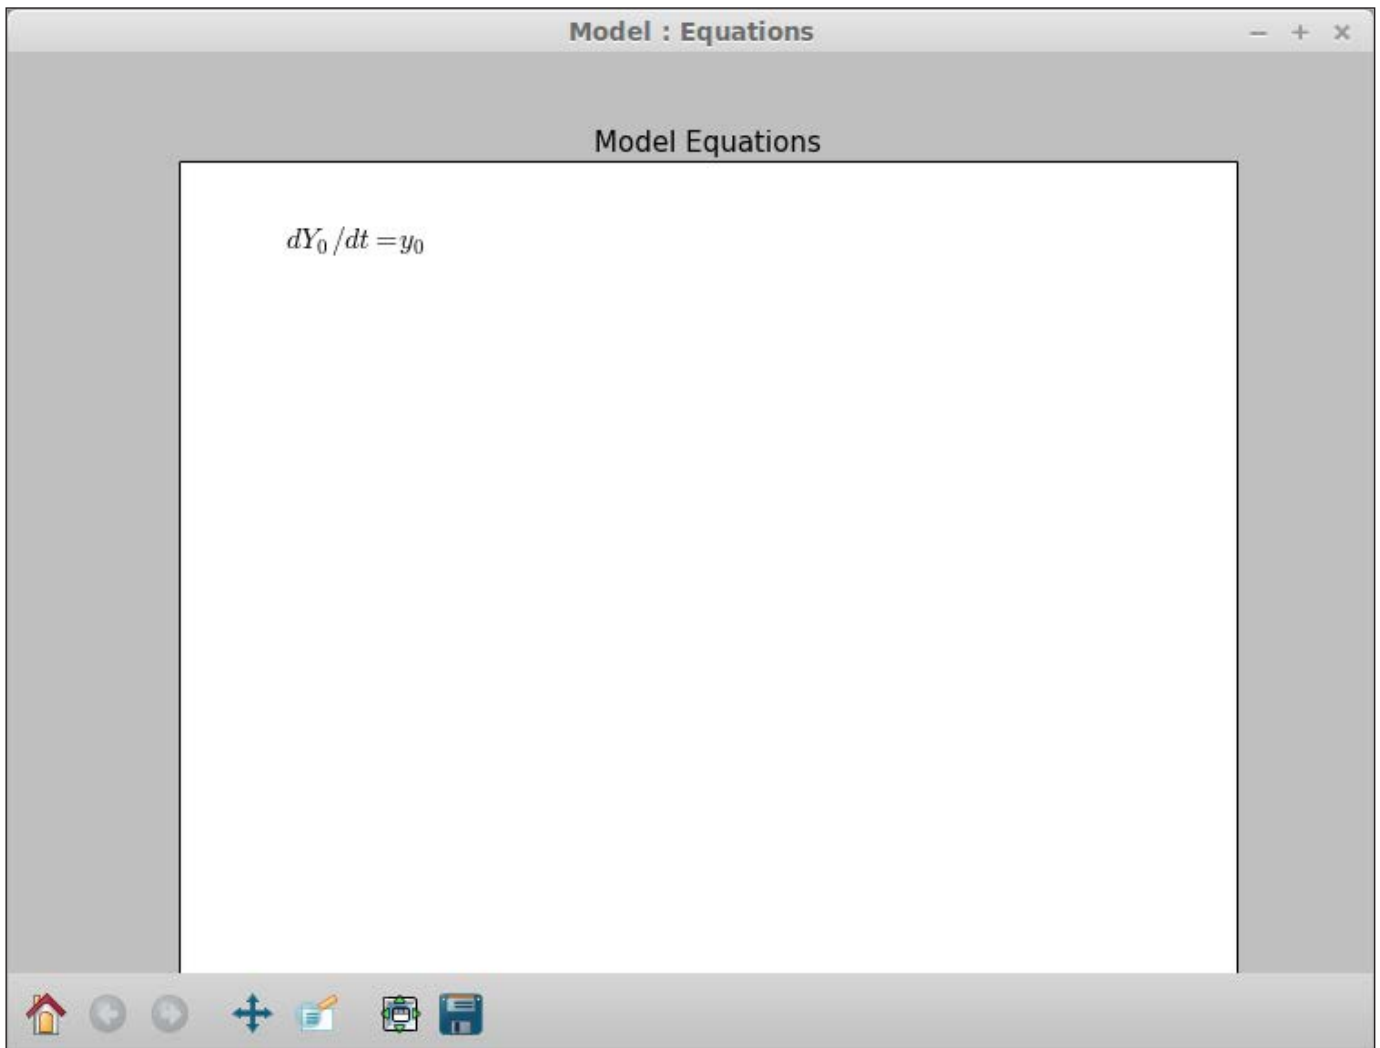 Model : Equations
Model Equations
dY₀/dt = y₀